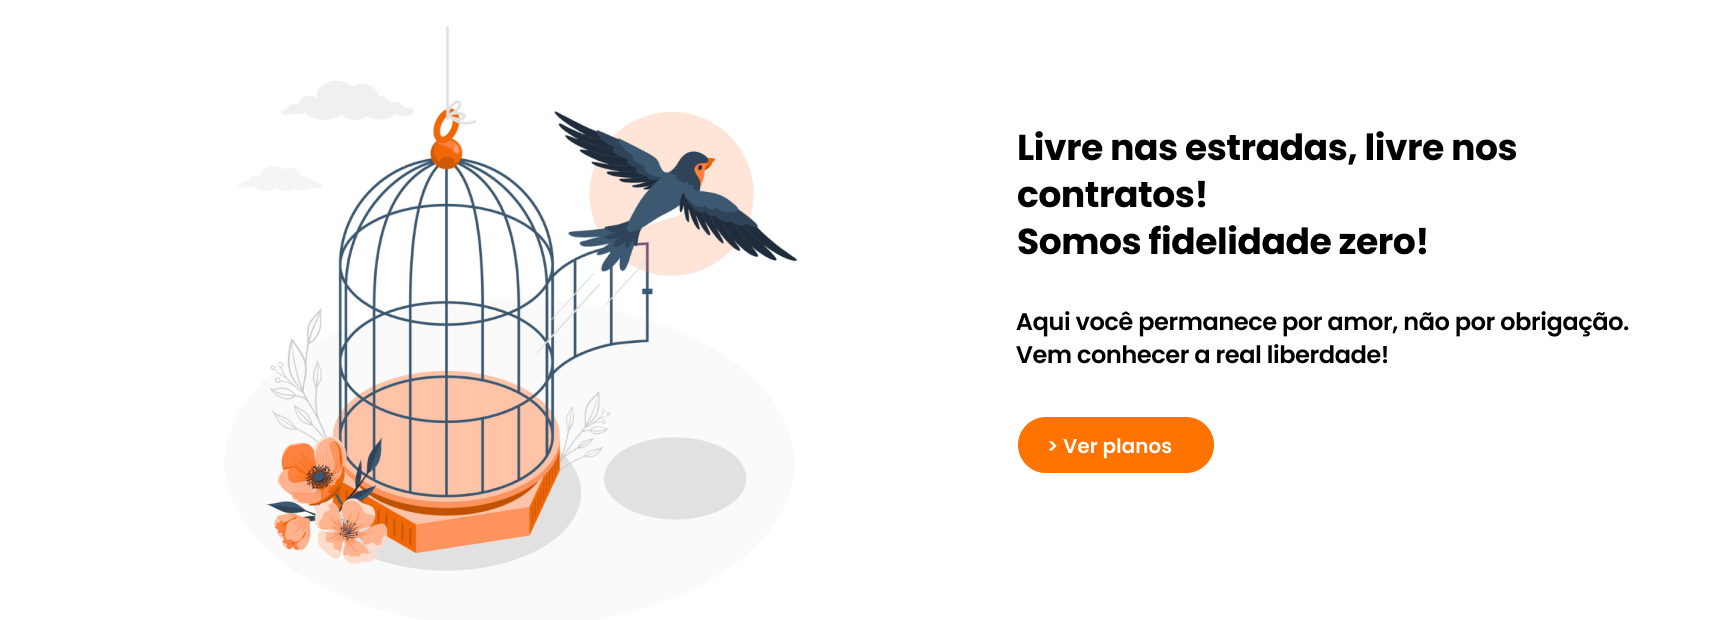 Livre nas estradas, livre nos
contratos!
Somos fidelidade zero!
Aqui você permanece por amor, não por obrigação.
Vem conhecer a real liberdade!
> Ver planos